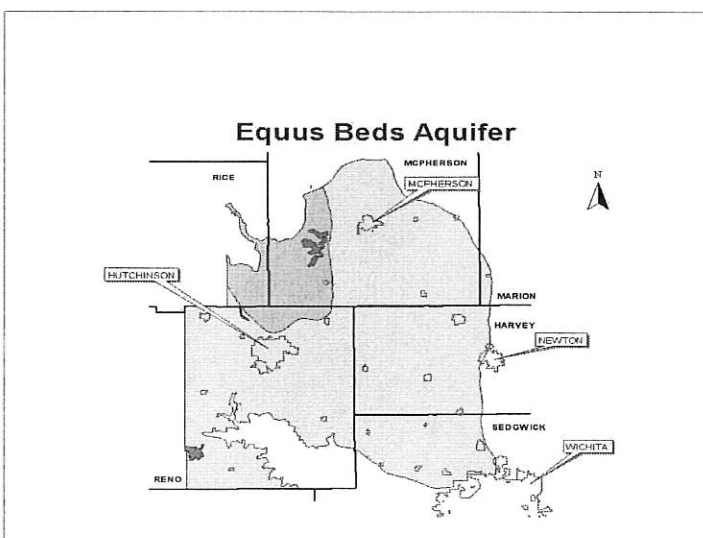 Equus Beds Aquifer
RICE
MCPHERSON
MCPHERSON
N
HUTCHINSON
MARION
HARVEY
NEWTON
SEDGWICK
WICHITA
RENO